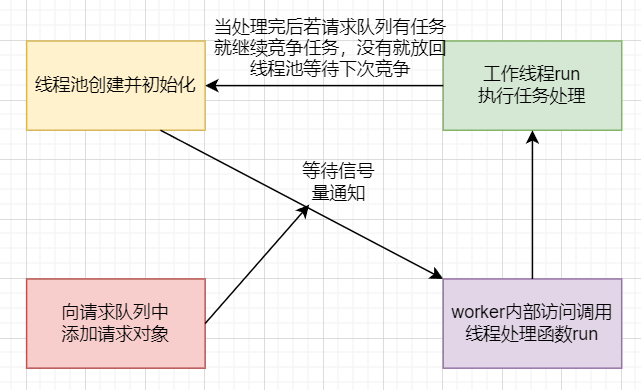 当处理完后若请求队列有任务
就继续竞争任务，没有就放回
线程池等待下次竞争
线程池创建并初始化
工作线程run
执行任务处理
等待信号
量通知
向请求队列中
添加请求对象
worker内部访问调用
线程处理函数run